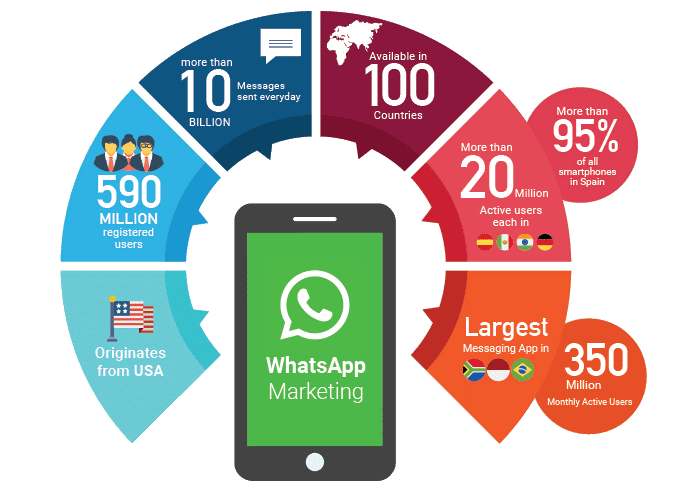 Originates
from USA
590
MILLION
registered
users
more than
10
BILLION
Messages
sent everyday
Available in
100
Countries
More than
20
Million
Active users
each in
More than
95%
of all
smartphones
in Spain
Largest
Messaging App in
350
Million
Monthly Active Users
WhatsApp
Marketing